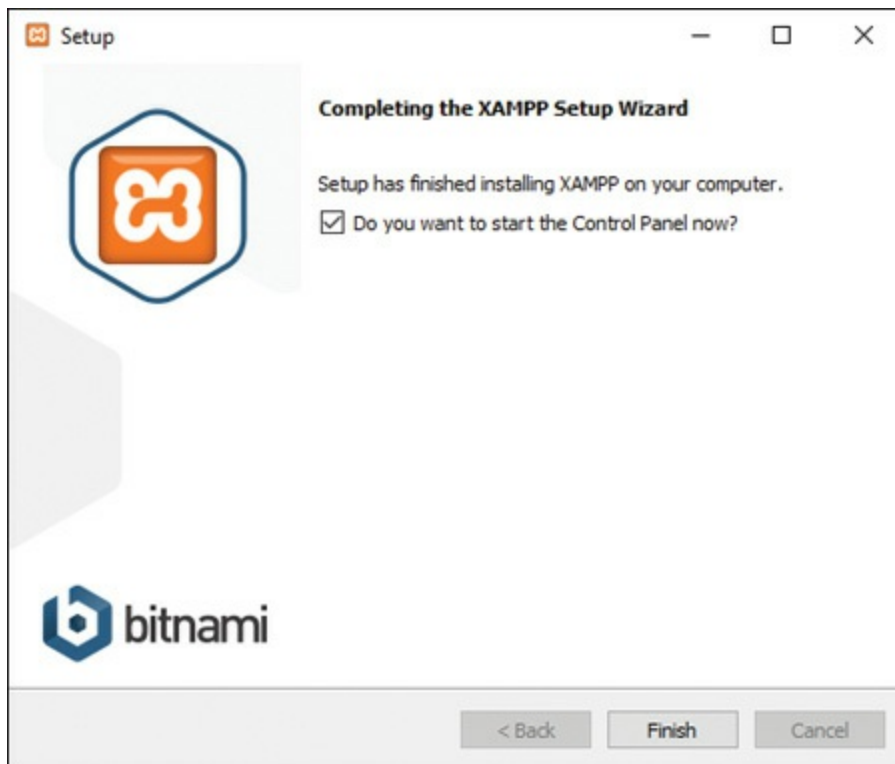 Setup
Completing the XAMPP Setup Wizard
Setup has finished installing XAMPP on your computer.
Do you want to start the Control Panel now?
bitnami
< Back
Finish
Cancel